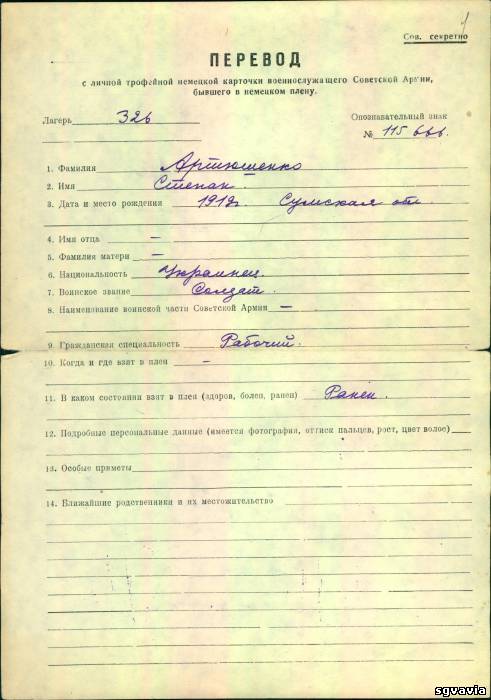 Сов. секретно
ПЕРЕВОД
с личной трофейной немецкой карточки военнослужащего Советской Армии,
бывшего в немецком плену.
Лагерь 326 Опознавательный знак
№ 115 666.
1. Фамилия Артюшенко
2. Имя Степан.
3. Дата и место рождения 1912г. Сумская обл.
4. Имя отца —
5. Фамилия матери —
6. Национальность Украинец.
7. Воинское звание Солдат.
8. Наименование воинской части Советской Армии —
9. Гражданская специальность Рабочий.
10. Когда и где взят в плен —
11. В каком состоянии взят в плен (здоров, болен, ранен) Ранен.
12. Подробные персональные данные (имеется фотография, оттиск пальцев, рост, цвет волос)
13. Особые приметы
14. Ближайшие родственники и их местожительство
sgvavia